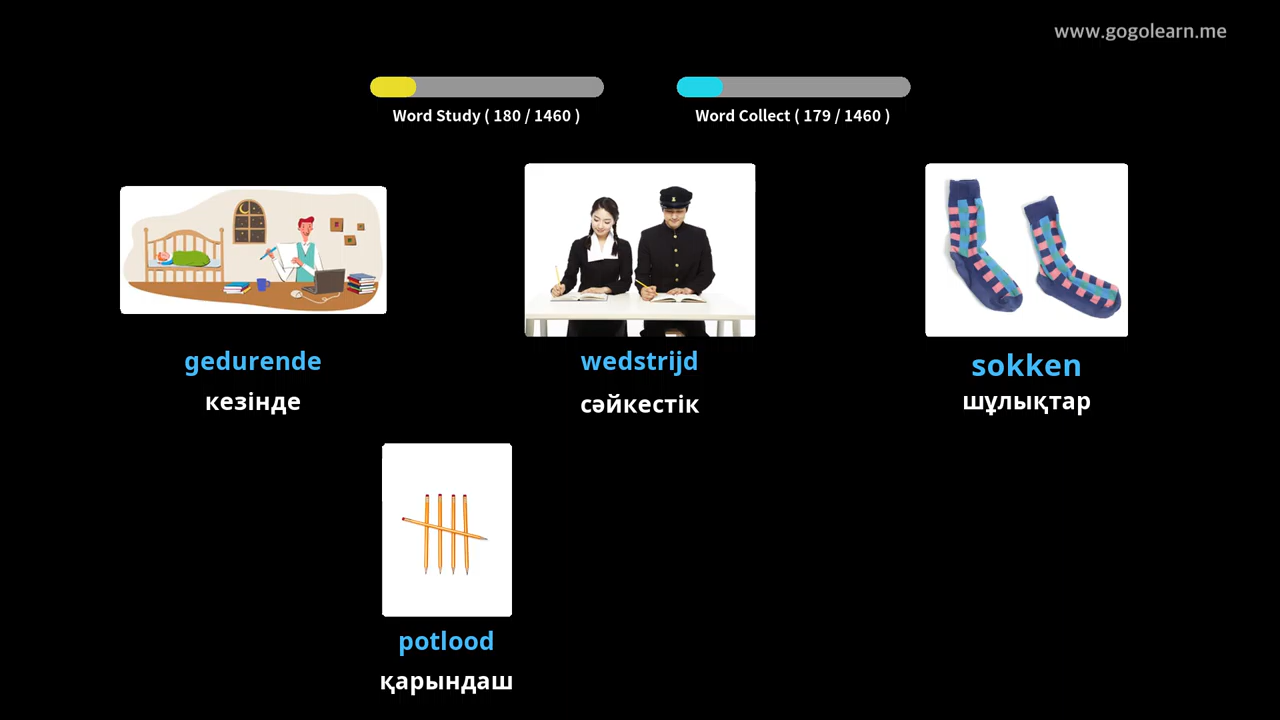 www.gogolearn.me
Word Study ( 180 / 1460 )
Word Collect ( 179 / 1460 )
gedurende
кезінде
wedstrijd
сәйкестік
sokken
шұлықтар
potlood
қарындаш